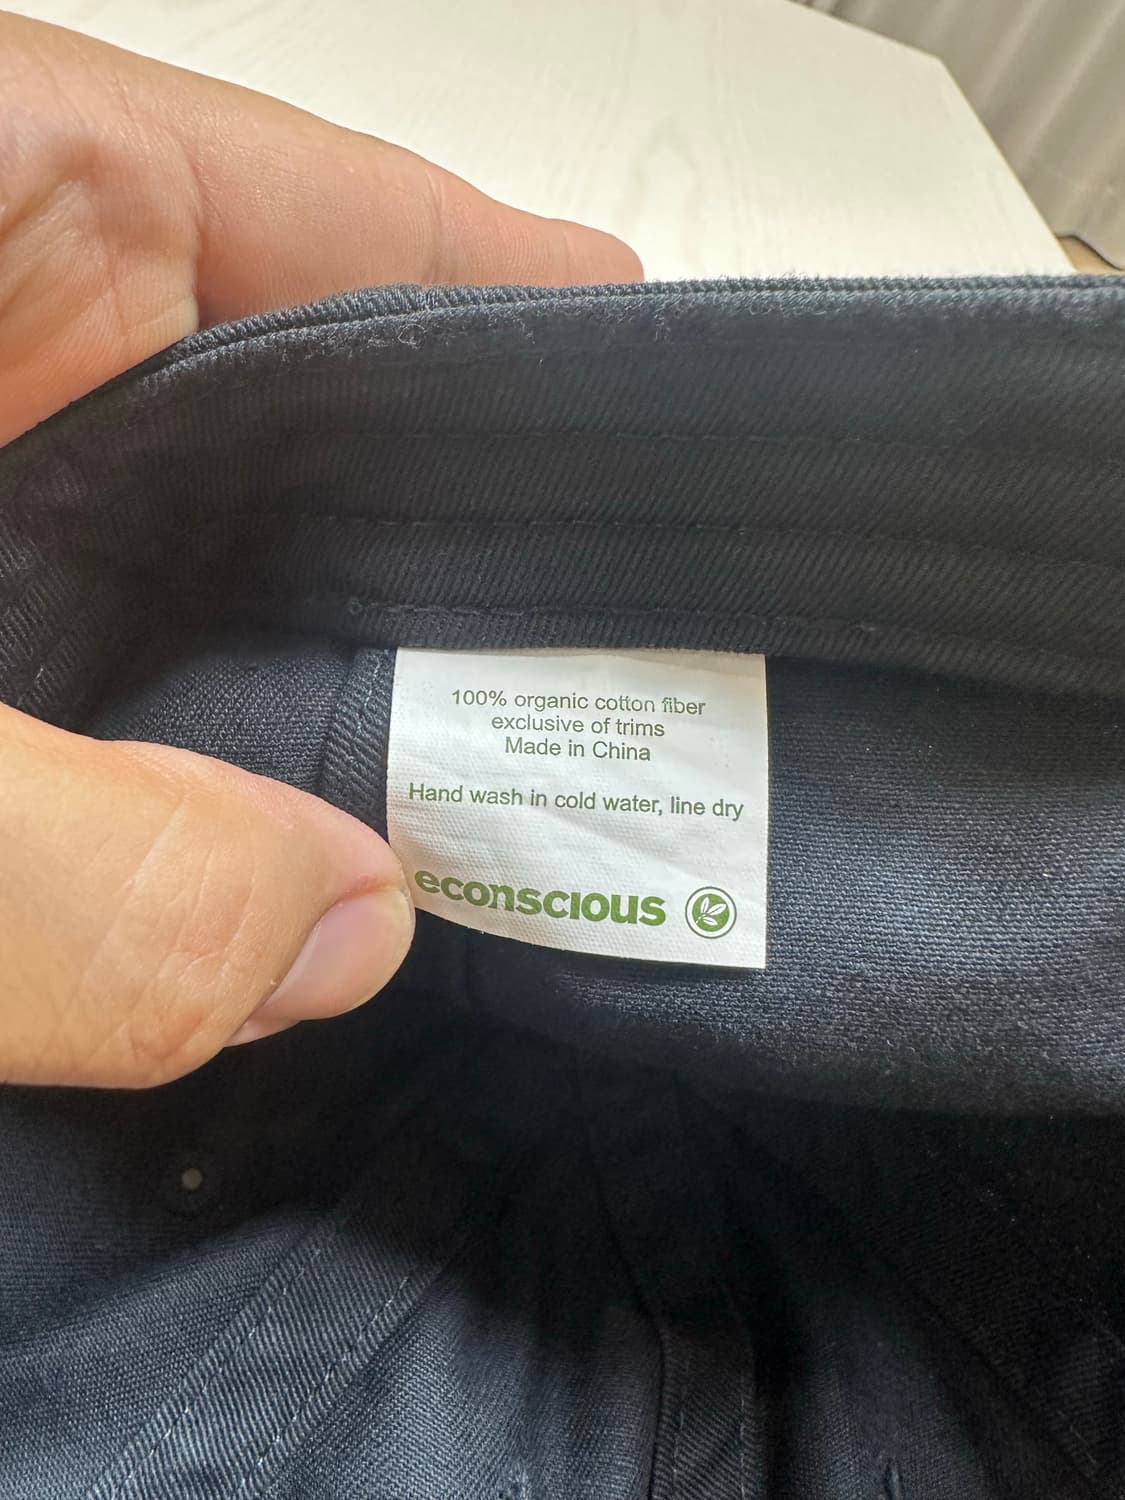 100% organic cotton fiber
exclusive of trims
Made in China
Hand wash in cold water, line dry
econscious